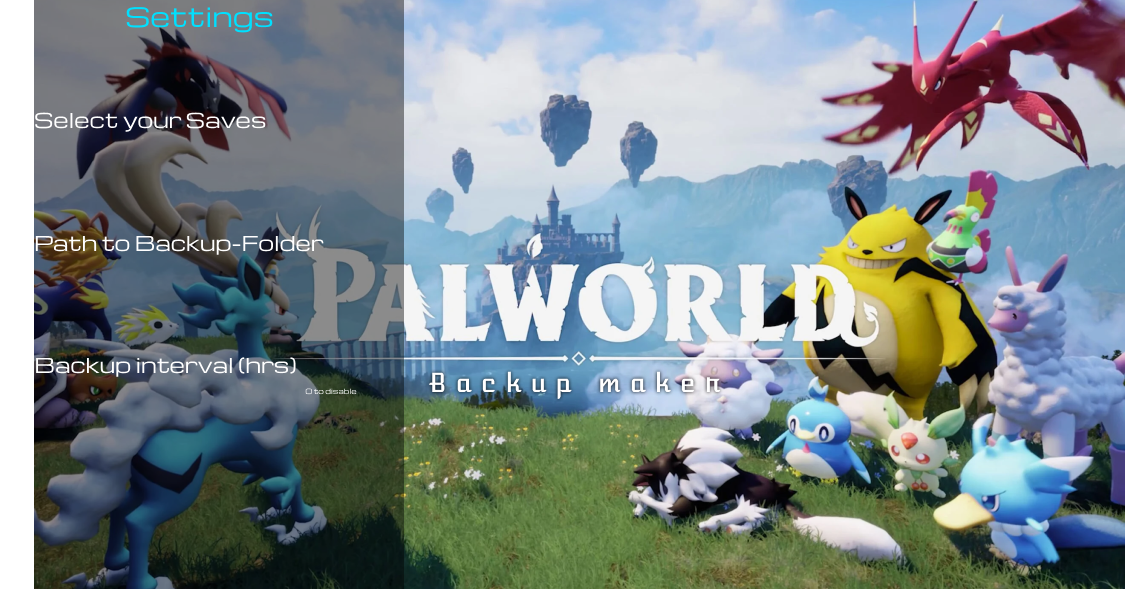 Settings
Select your Saves
Path to Backup-Folder
Backup interval (hrs)
0 to disable
PALWORLD
Backup maker